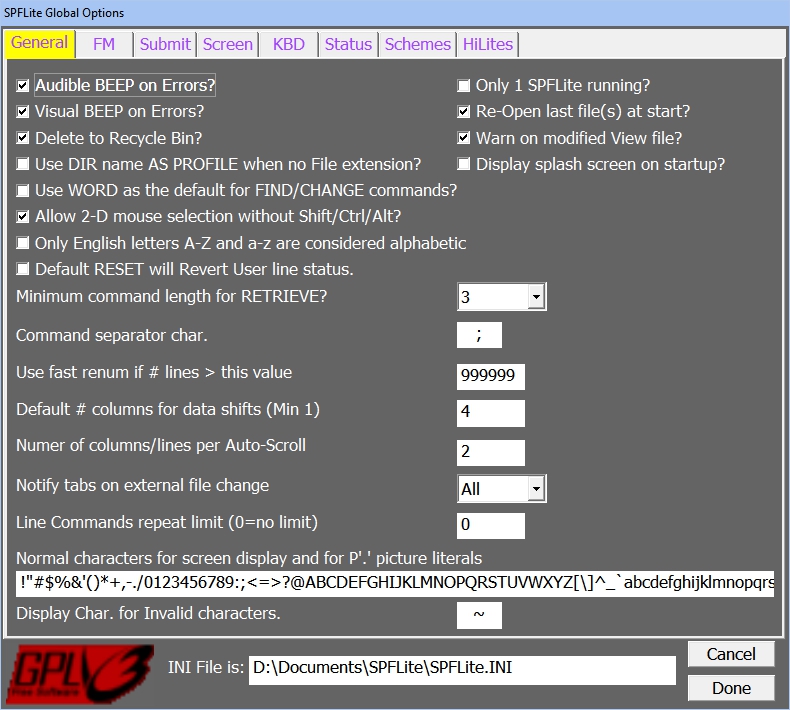 SPFLite Global Options
General FM Submit Screen KBD Status Schemes HiLites
Audible BEEP on Errors? Only 1 SPFLite running?
Visual BEEP on Errors? Re-Open last file(s) at start?
Delete to Recycle Bin? Warn on modified View file?
Use DIR name AS PROFILE when no File extension? Display splash screen on startup?
Use WORD as the default for FIND/CHANGE commands?
Allow 2-D mouse selection without Shift/Ctrl/Alt?
Only English letters A-Z and a-z are considered alphabetic
Default RESET will Revert User line status.
Minimum command length for RETRIEVE? 3
Command separator char. ;
Use fast renum if # lines > this value 999999
Default # columns for data shifts (Min 1) 4
Numer of columns/lines per Auto-Scroll 2
Notify tabs on external file change All
Line Commands repeat limit (0=no limit) 0
Normal characters for screen display and for P'.' picture literals
!"#$%&'()*+,-./0123456789:;<=>?@ABCDEFGHIJKLMNOPQRSTUVWXYZ[\]^_`abcdefghijklmnopqrs
Display Char. for Invalid characters. ~
GPLv3
Free Software
INI File is: D:\Documents\SPFLite\SPFLite.INI
Cancel
Done